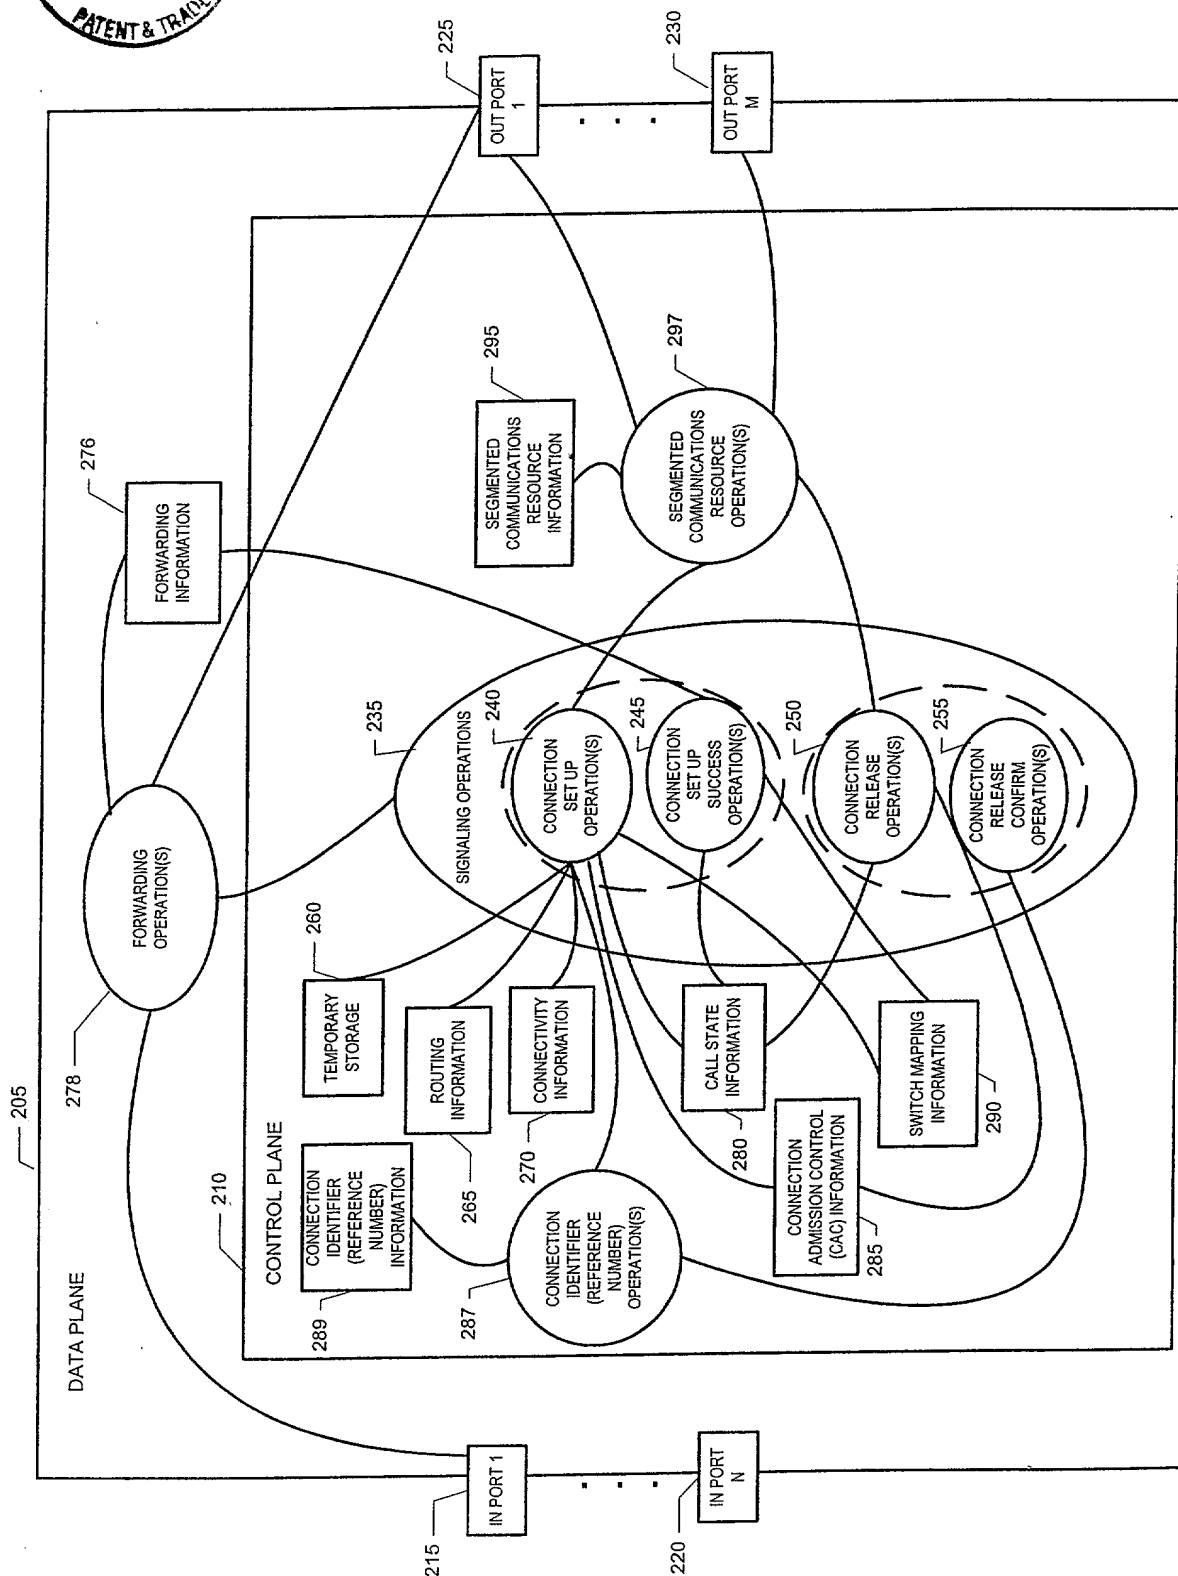 PATENT & TRAD
205
DATA PLANE
278
FORWARDING
OPERATION(S)
276
FORWARDING
INFORMATION
225
OUT PORT
1
230
OUT PORT
M
215
IN PORT 1
220
IN PORT
N
210
CONTROL PLANE
289
CONNECTION
IDENTIFIER
(REFERENCE
NUMBER)
INFORMATION
287
CONNECTION
IDENTIFIER
(REFERENCE
NUMBER)
OPERATION(S)
260
TEMPORARY
STORAGE
265
ROUTING
INFORMATION
270
CONNECTIVITY
INFORMATION
280
CALL STATE
INFORMATION
285
CONNECTION
ADMISSION CONTROL
(CAC) INFORMATION
290
SWITCH MAPPING
INFORMATION
235
SIGNALING OPERATIONS
240
CONNECTION
SET UP
OPERATION(S)
245
CONNECTION
SET UP
SUCCESS
OPERATION(S)
250
CONNECTION
RELEASE
OPERATION(S)
255
CONNECTION
RELEASE
CONFIRM
OPERATION(S)
295
SEGMENTED
COMMUNICATIONS
RESOURCE
INFORMATION
297
SEGMENTED
COMMUNICATIONS
RESOURCE
OPERATION(S)